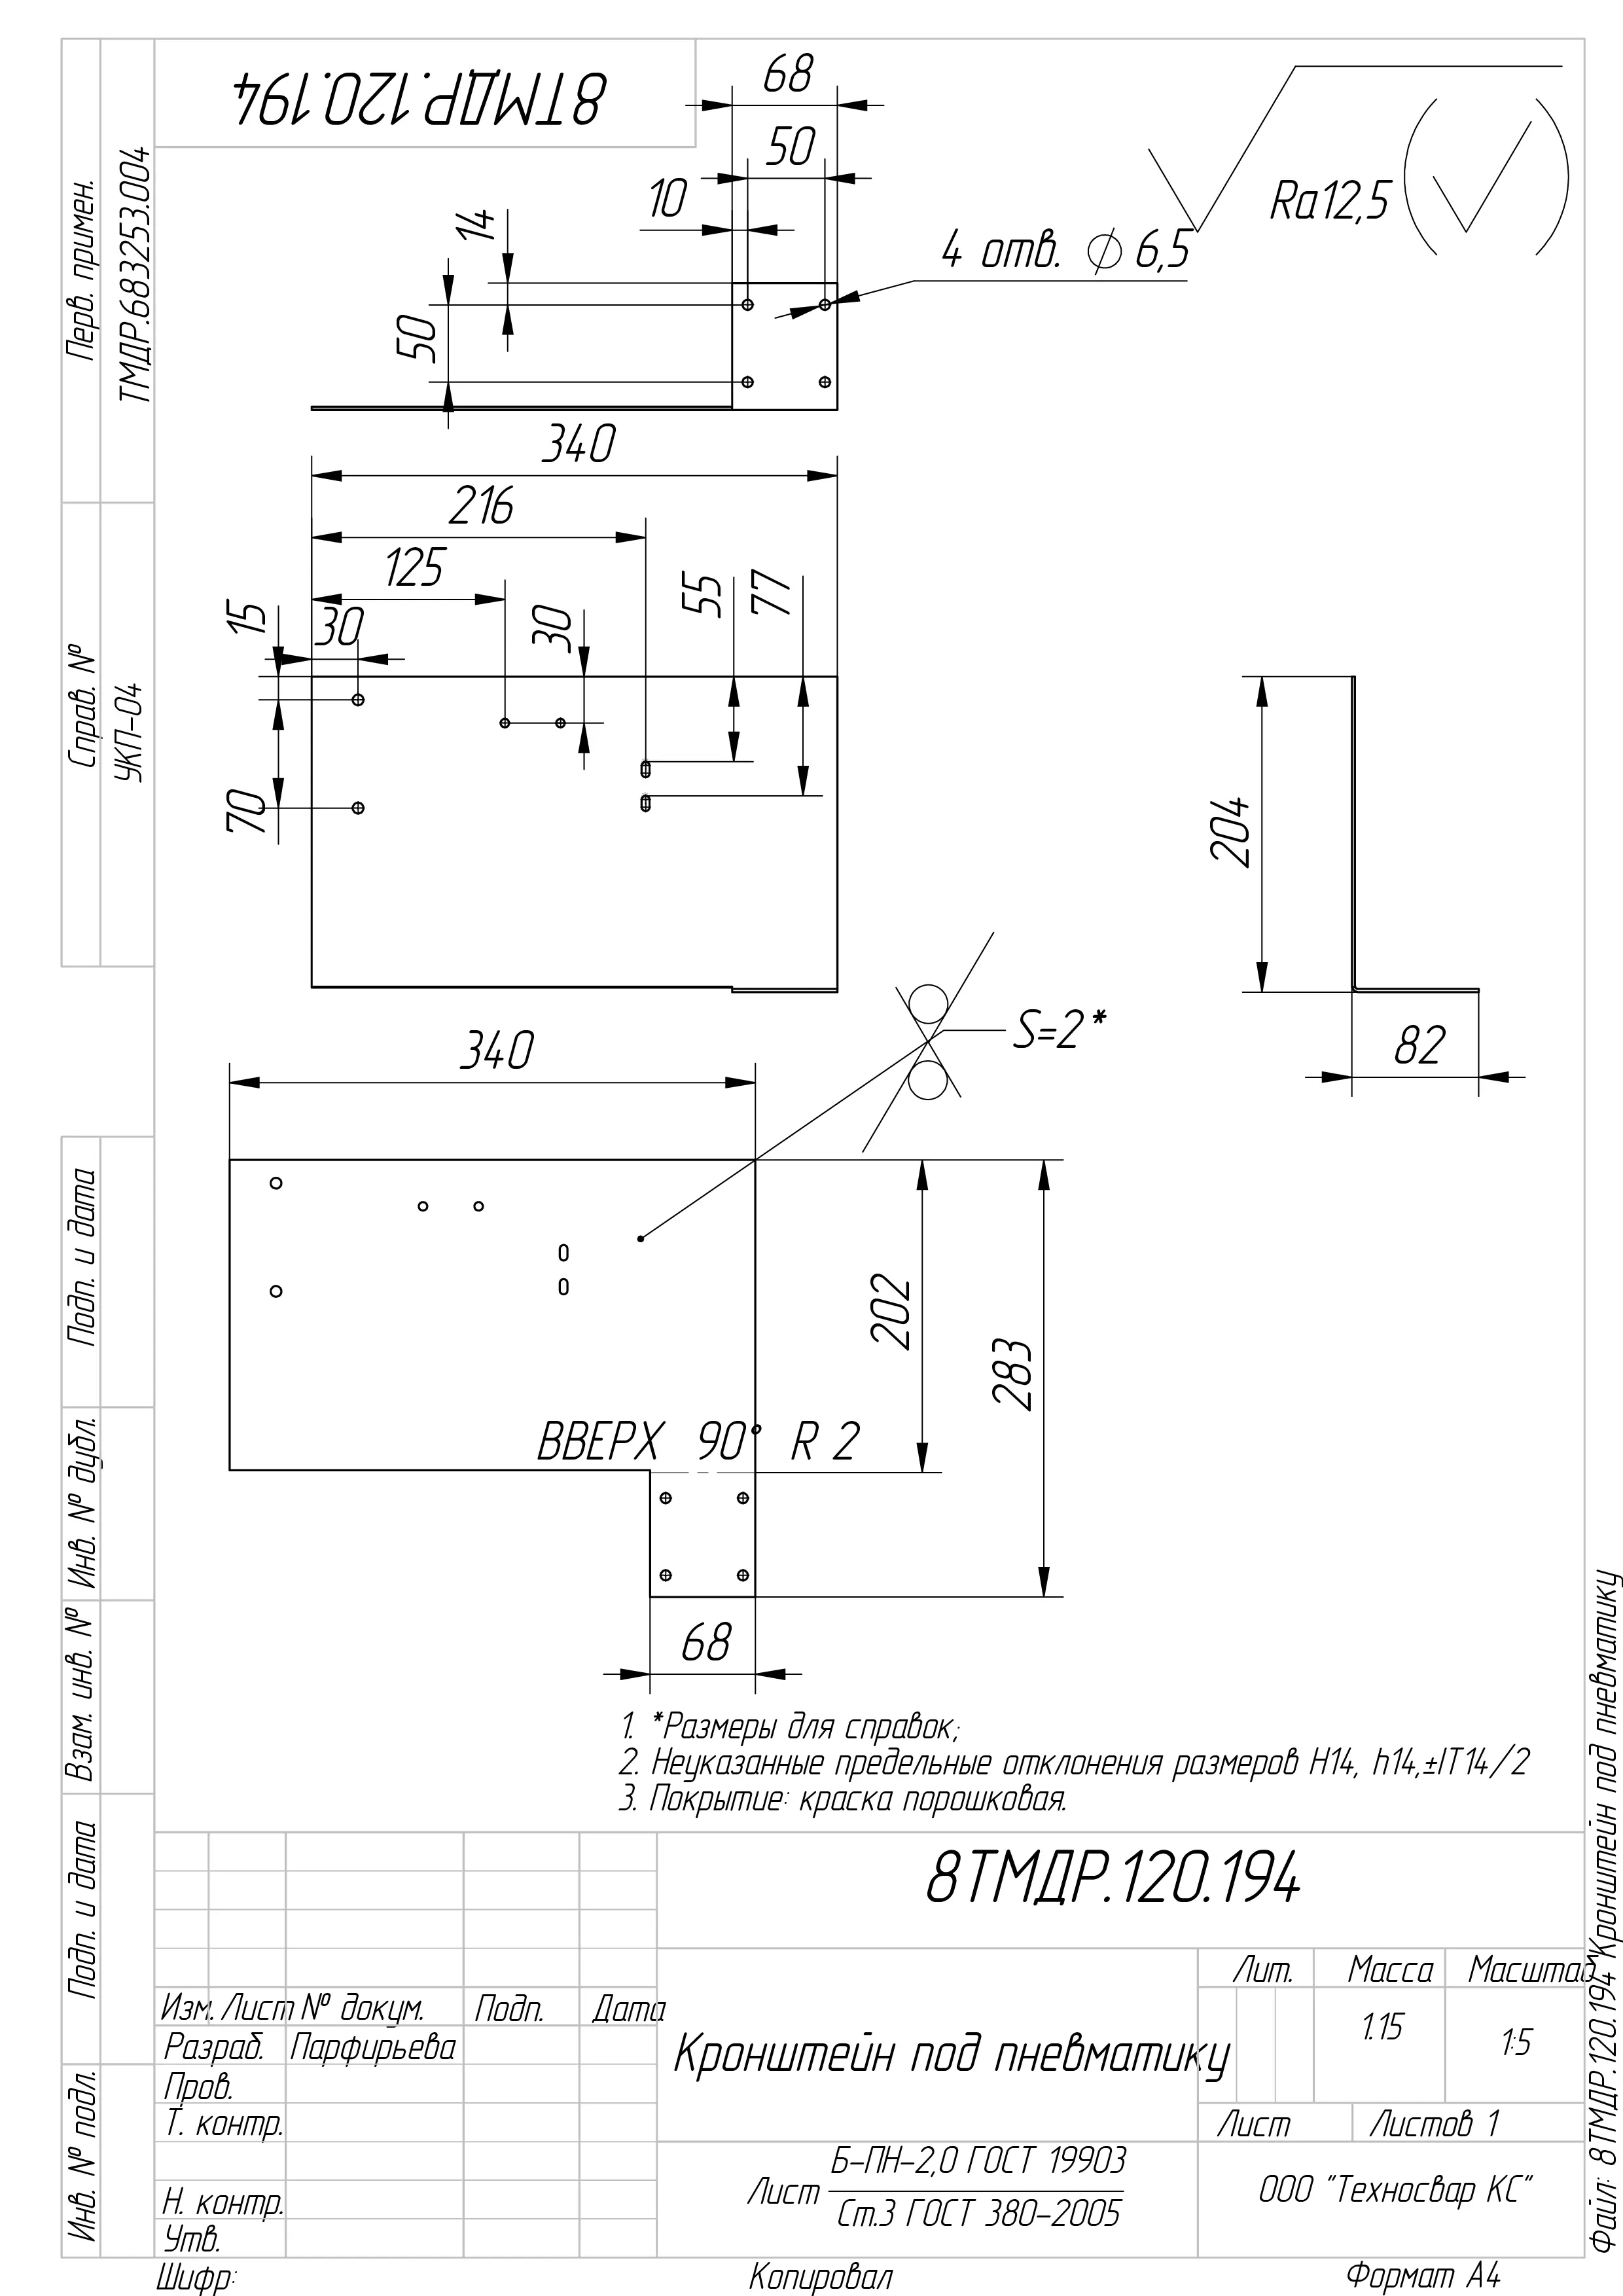 8ТМДР.120.194
Перв. примен.
ТМДР.683253.004
Справ. №
УКП-04
68
50
10
14
50
4 отв. ⌀ 6,5
Ra12,5
340
216
125
30
15
70
30
55
77
204
82
S=2*
340
202
283
ВВЕРХ 90° R 2
68
1. *Размеры для справок;
2. Неуказанные предельные отклонения размеров H14, h14,±IT14/2
3. Покрытие: краска порошковая.
Подп. и дата
Инв. № дубл.
Взам. инв. №
Подп. и дата
Инв. № подл.
8ТМДР.120.194
Изм. Лист № докум. Подп. Дата
Разраб. Парфирьева
Пров.
Т. контр.
Н. контр.
Утв.
Кронштейн под пневматику
Лит. Масса Масштаб
1.15 1:5
Лист Листов 1
Лист
Б-ПН-2,0 ГОСТ 19903
Ст.3 ГОСТ 380-2005
ООО "Техносвар КС"
Шифр: Копировал Формат А4
Файл: 8ТМДР.120.194 Кронштейн под пневматику